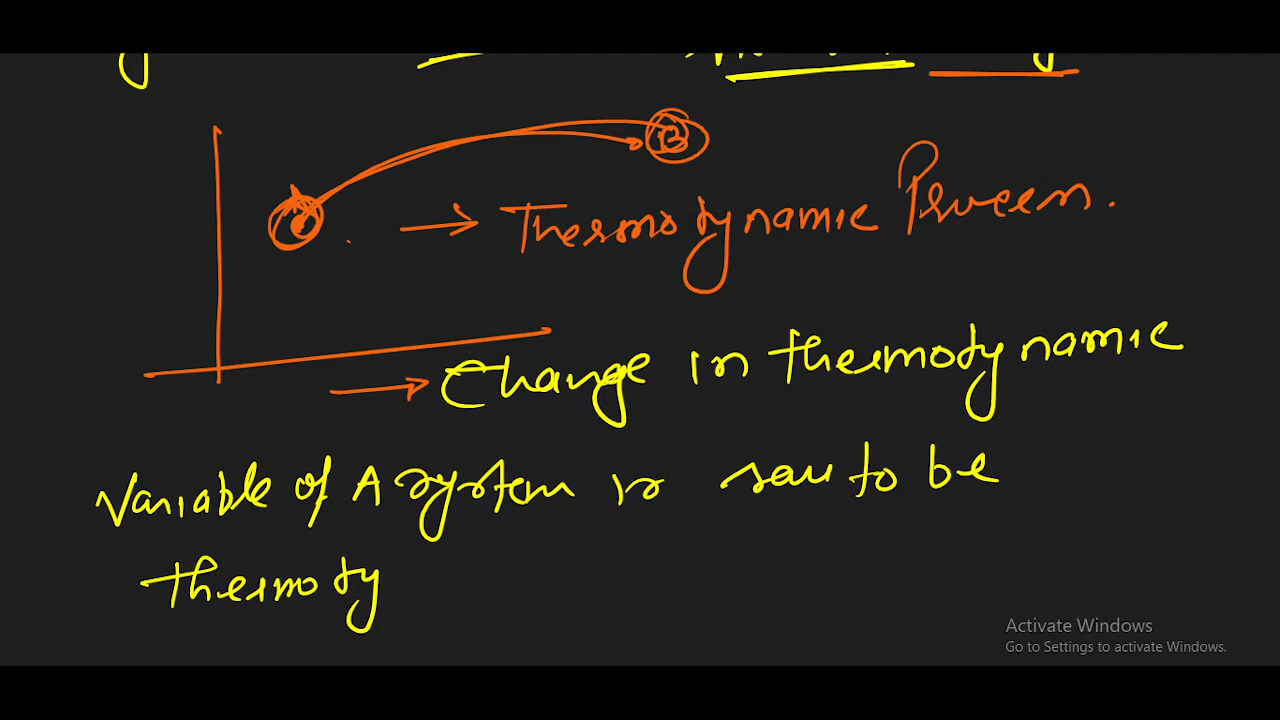 B
→ Thermodynamic Process.
→ Change in thermodynamic
Variable of A system is said to be
thermody
Activate Windows
Go to Settings to activate Windows.